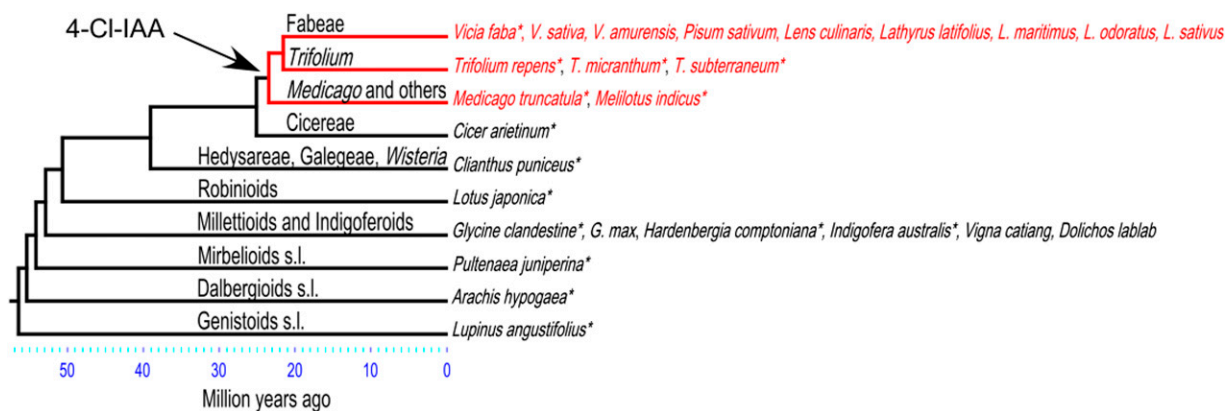 4-Cl-IAA
Fabeae
Vicia faba*, V. sativa, V. amurensis, Pisum sativum, Lens culinaris, Lathyrus latifolius, L. maritimus, L. odoratus, L. sativus
Trifolium
Trifolium repens*, T. micranthum*, T. subterraneum*
Medicago and others
Medicago truncatula*, Melilotus indicus*
Cicereae
Cicer arietinum*
Hedysareae, Galegeae, Wisteria
Clianthus puniceus*
Robinioids
Lotus japonica*
Millettioids and Indigoferoids
Glycine clandestine*, G. max, Hardenbergia comptoniana*, Indigofera australis*, Vigna catiang, Dolichos lablab
Mirbelioids s.l.
Pultenaea juniperina*
Dalbergioids s.l.
Arachis hypogaea*
Genistoids s.l.
Lupinus angustifolius*
50 40 30 20 10 0
Million years ago